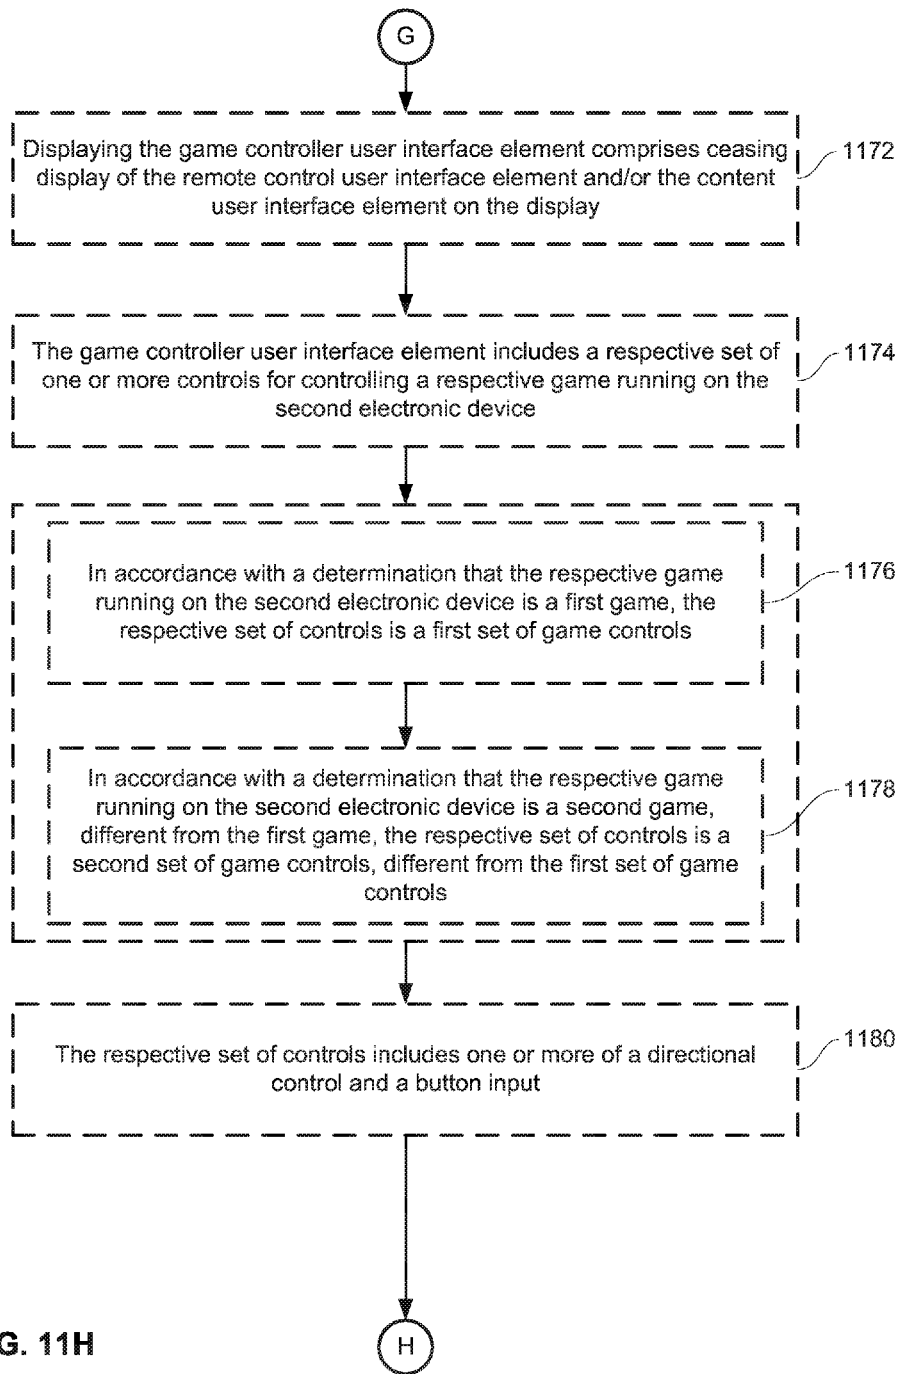 G
Displaying the game controller user interface element comprises ceasing
display of the remote control user interface element and/or the content
user interface element on the display
1172
The game controller user interface element includes a respective set of
one or more controls for controlling a respective game running on the
second electronic device
1174
In accordance with a determination that the respective game
running on the second electronic device is a first game, the
respective set of controls is a first set of game controls
1176
In accordance with a determination that the respective game
running on the second electronic device is a second game,
different from the first game, the respective set of controls is a
second set of game controls, different from the first set of game
controls
1178
The respective set of controls includes one or more of a directional
control and a button input
1180
G. 11H
H